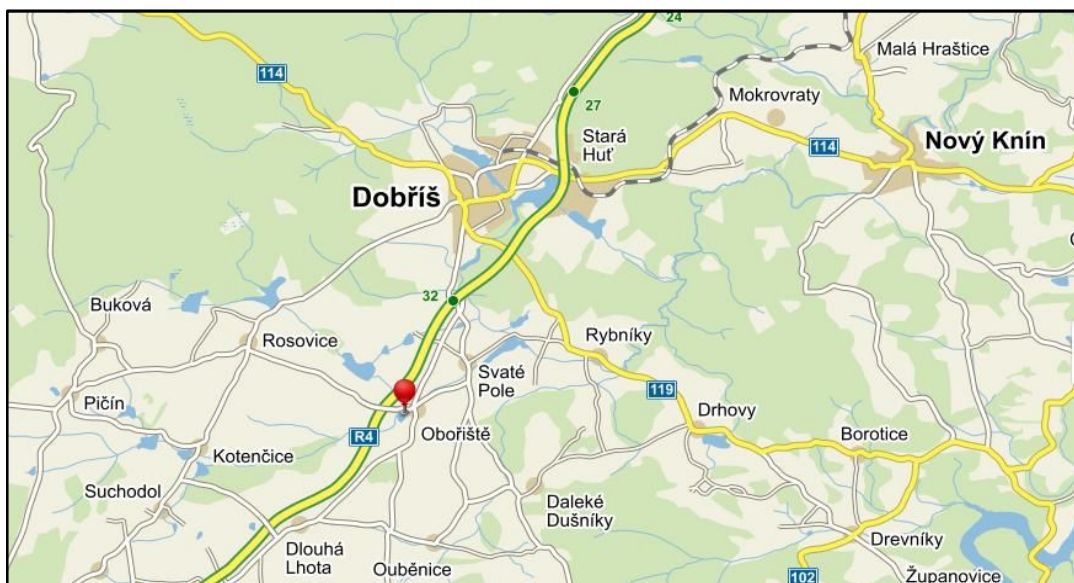 24
Malá Hraštice
114
27
Mokrovraty
Stará
Huť
114
Nový Knín
Dobříš
Buková
32
Rosovice
Rybníky
Svaté
Pole
Pičín
119
Drhovy
R4
Obořiště
Borotice
Kotenčice
Suchodol
Daleké
Dušníky
Drevníky
Dlouhá
Lhota
Ouběnice
102
Županovice